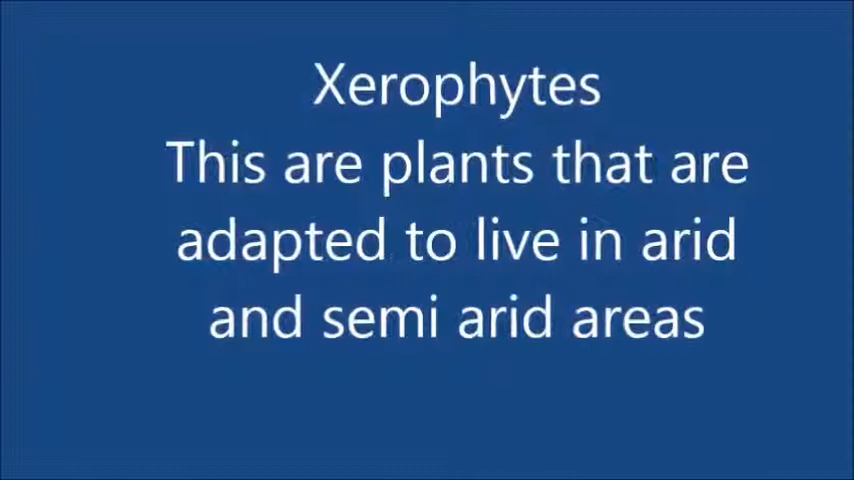 Xerophytes
This are plants that are
adapted to live in arid
and semi arid areas